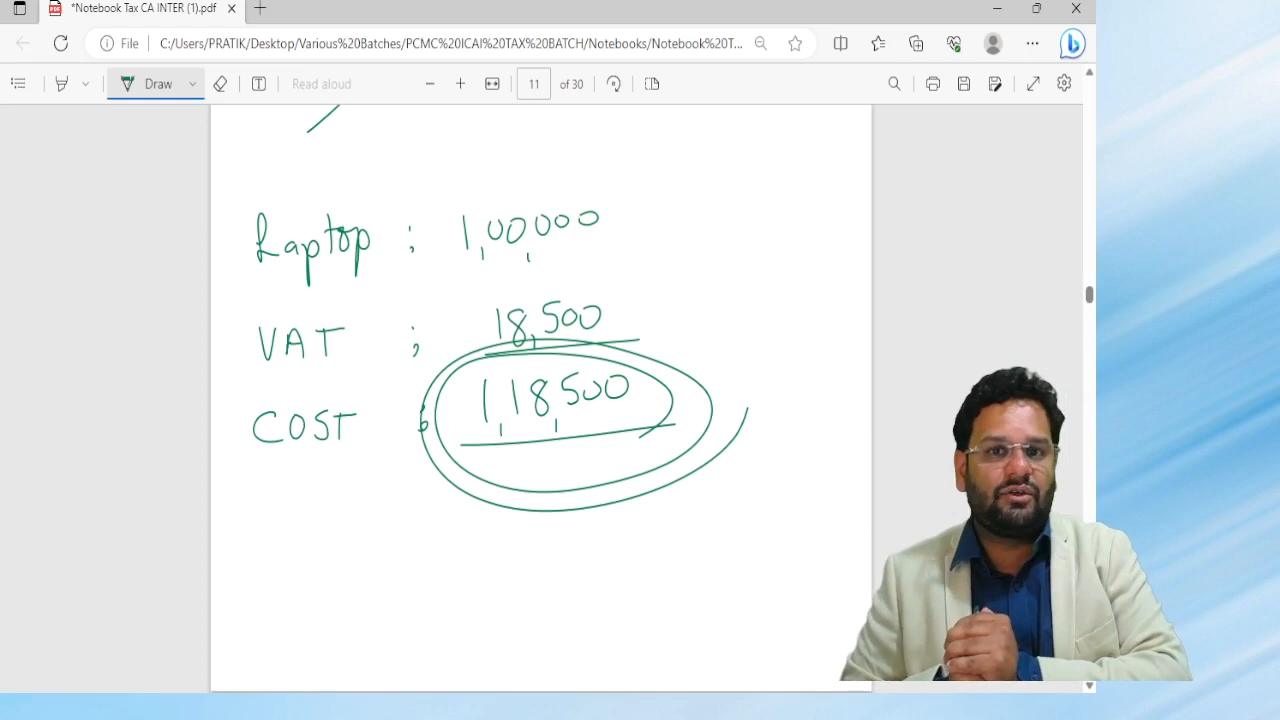 *Notebook Tax CA INTER (1).pdf
File C:/Users/PRATIK/Desktop/Various%20Batches/PCMC%20ICAI%20TAX%20BATCH/Notebooks/Notebook%20T...
Draw Read aloud 11 of 30
Laptop : 1,00,000
VAT : 18,500
COST : 1,18,500